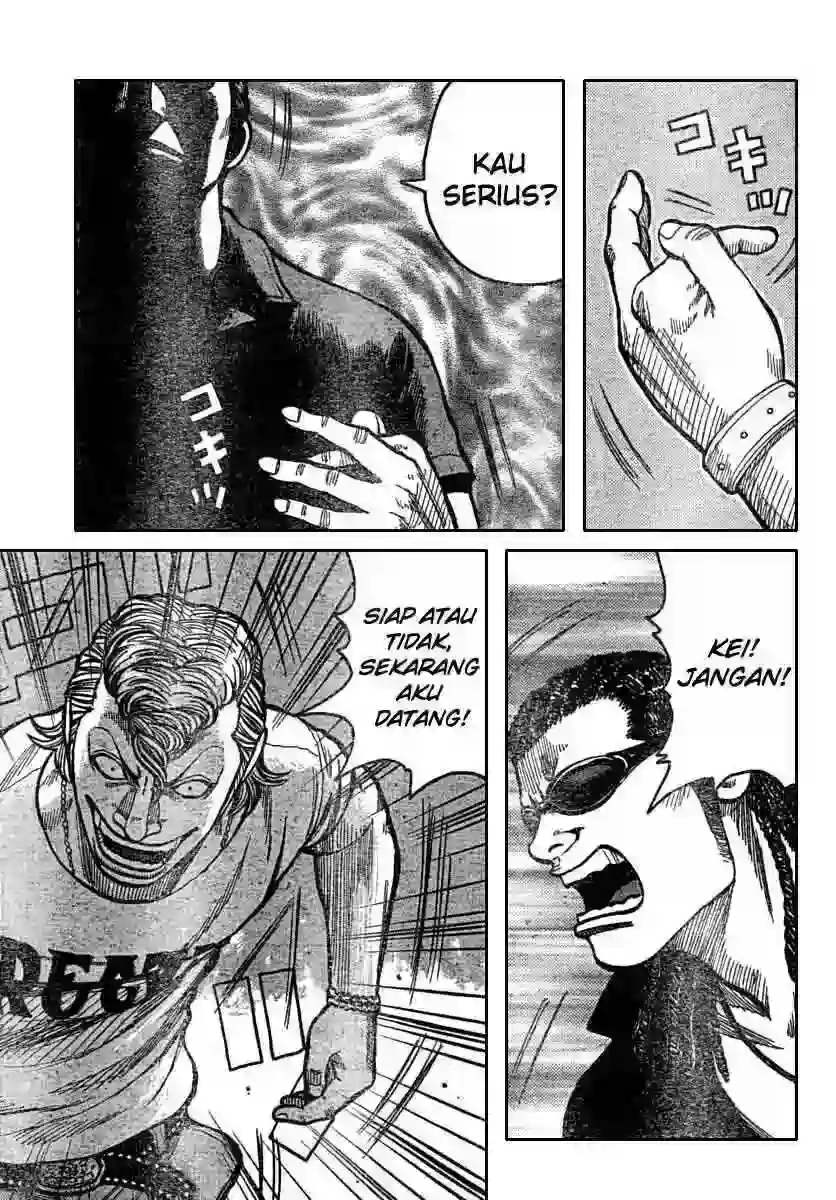 コキッ
KAU
SERIUS?
コキッ
KEI!
JANGAN!
SIAP ATAU
TIDAK,
SEKARANG
AKU
DATANG!